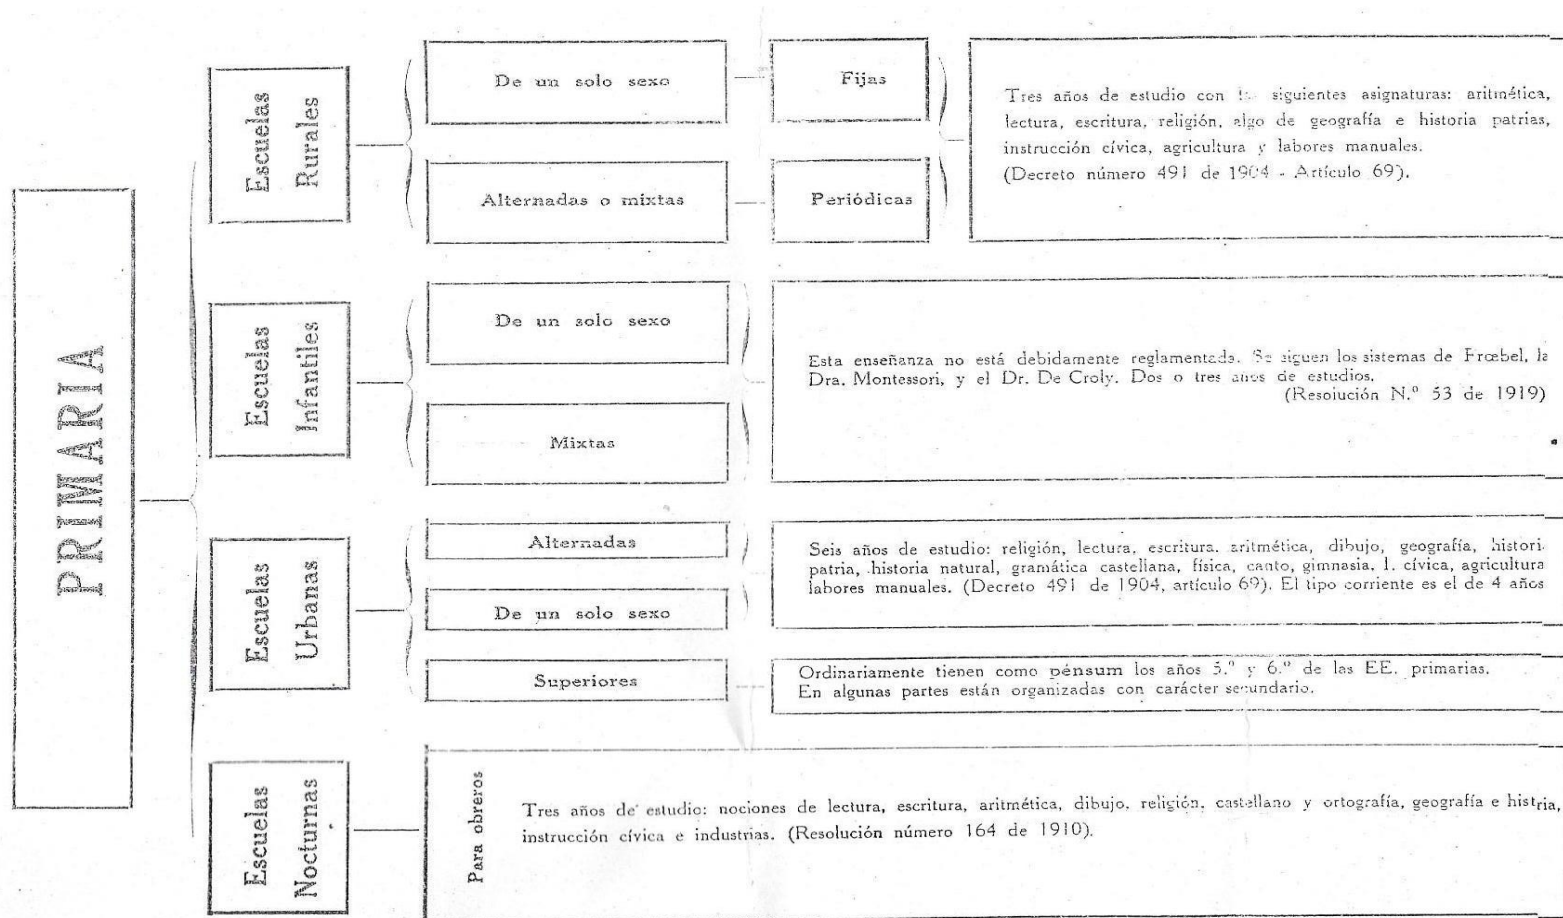 PRIMARIA
Escuelas
Rurales
De un solo sexo
Fijas
Alternadas o mixtas
Periódicas
Tres años de estudio con siguientes asignaturas: aritmética,
lectura, escritura, religión, algo de geografía e historia patrias,
instrucción cívica, agricultura y labores manuales.
(Decreto número 491 de 1904 - Artículo 69).
Escuelas
Infantiles
De un solo sexo
Mixtas
Esta enseñanza no está debidamente reglamentada. Se siguen los sistemas de Frœbel, la
Dra. Montessori, y el Dr. De Croly. Dos o tres años de estudios.
(Resolución N.º 53 de 1919)
Escuelas
Urbanas
Alternadas
De un solo sexo
Seis años de estudio: religión, lectura, escritura, aritmética, dibujo, geografía, histori
patria, historia natural, gramática castellana, física, canto, gimnasia, I. cívica, agricultura
labores manuales. (Decreto 491 de 1904, artículo 69). El tipo corriente es el de 4 años
Superiores
Ordinariamente tienen como pénsum los años 5.º y 6.º de las EE. primarias.
En algunas partes están organizadas con carácter secundario.
Escuelas
Nocturnas
Para obreros
Tres años de estudio: nociones de lectura, escritura, aritmética, dibujo, religión, castellano y ortografía, geografía e histria,
instrucción cívica e industrias. (Resolución número 164 de 1910).